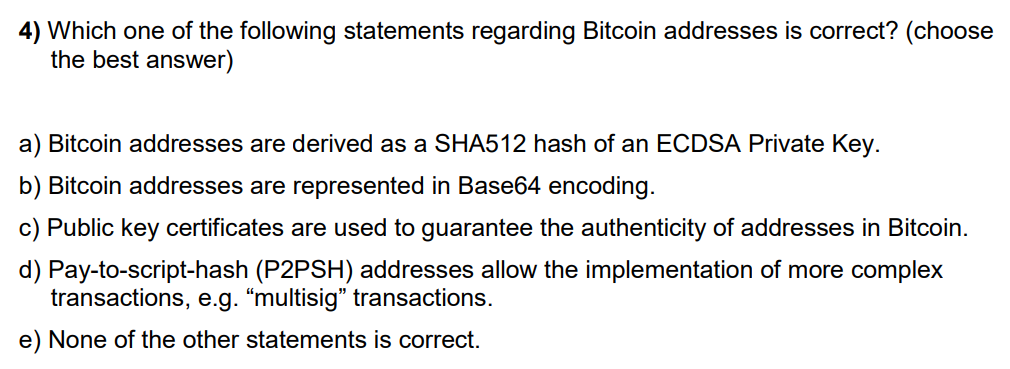 4) Which one of the following statements regarding Bitcoin addresses is correct? (choose
the best answer)
a) Bitcoin addresses are derived as a SHA512 hash of an ECDSA Private Key.
b) Bitcoin addresses are represented in Base64 encoding.
c) Public key certificates are used to guarantee the authenticity of addresses in Bitcoin.
d) Pay-to-script-hash (P2PSH) addresses allow the implementation of more complex
transactions, e.g. “multisig” transactions.
e) None of the other statements is correct.